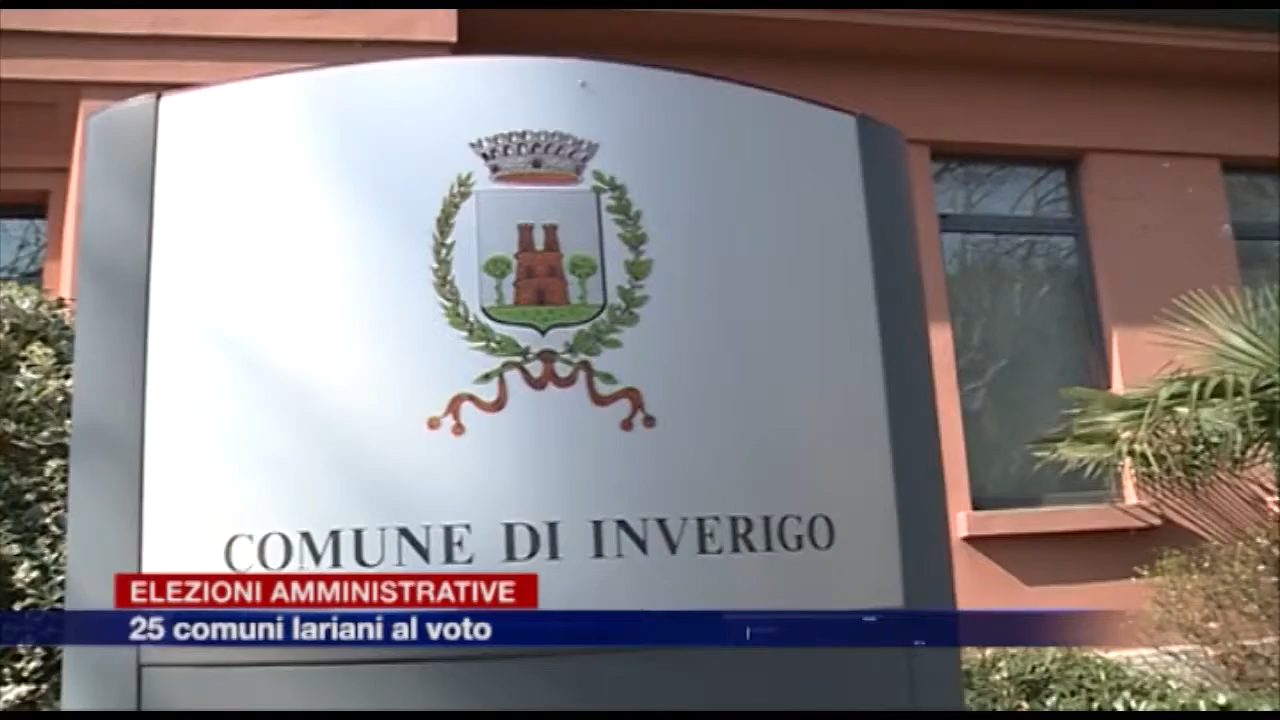 COMUNE DI INVERIGO
ELEZIONI AMMINISTRATIVE
25 comuni lariani al voto